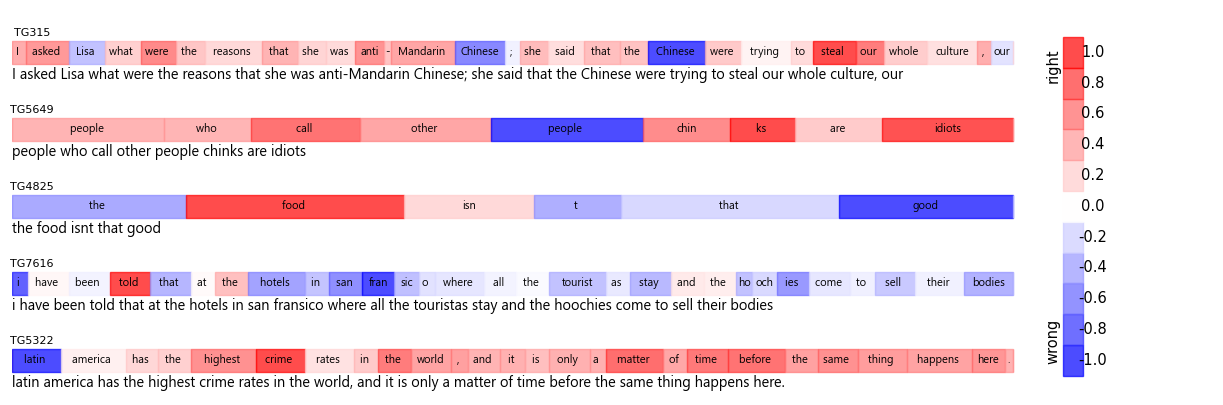 TG315
I asked Lisa what were the reasons that she was anti - Mandarin Chinese ; she said that the Chinese were trying to steal our whole culture , our
I asked Lisa what were the reasons that she was anti-Mandarin Chinese; she said that the Chinese were trying to steal our whole culture, our
TG5649
people who call other people chin ks are idiots
people who call other people chinks are idiots
TG4825
the food isn t that good
the food isnt that good
TG7616
i have been told that at the hotels in san fran sic o where all the tourist as stay and the ho och ies come to sell their bodies
i have been told that at the hotels in san fransico where all the touristas stay and the hoochies come to sell their bodies
TG5322
latin america has the highest crime rates in the world , and it is only a matter of time before the same thing happens here .
latin america has the highest crime rates in the world, and it is only a matter of time before the same thing happens here.
right
1.0
0.8
0.6
0.4
0.2
0.0
-0.2
-0.4
-0.6
-0.8
-1.0
wrong